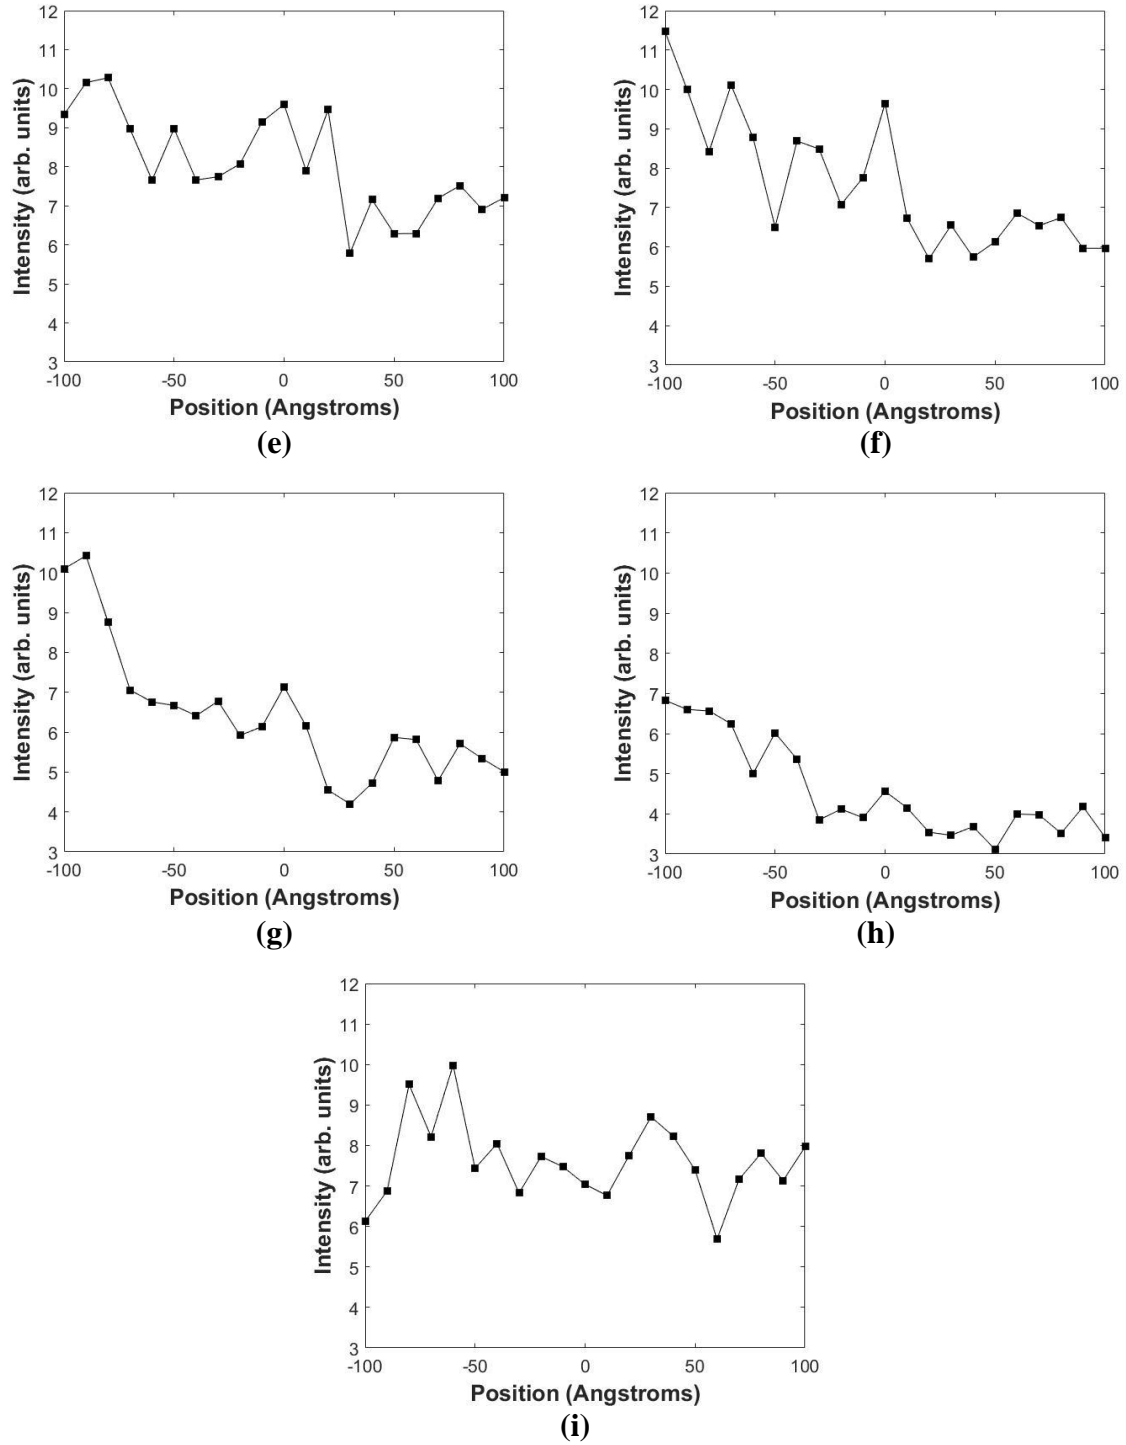 12
11
10
9
8
7
6
5
4
3
Intensity (arb. units)
-100 -50 0 50 100
Position (Angstroms)
(e)
12
11
10
9
8
7
6
5
4
3
Intensity (arb. units)
-100 -50 0 50 100
Position (Angstroms)
(f)
12
11
10
9
8
7
6
5
4
3
Intensity (arb. units)
-100 -50 0 50 100
Position (Angstroms)
(g)
12
11
10
9
8
7
6
5
4
3
Intensity (arb. units)
-100 -50 0 50 100
Position (Angstroms)
(h)
12
11
10
9
8
7
6
5
4
3
Intensity (arb. units)
-100 -50 0 50 100
Position (Angstroms)
(i)